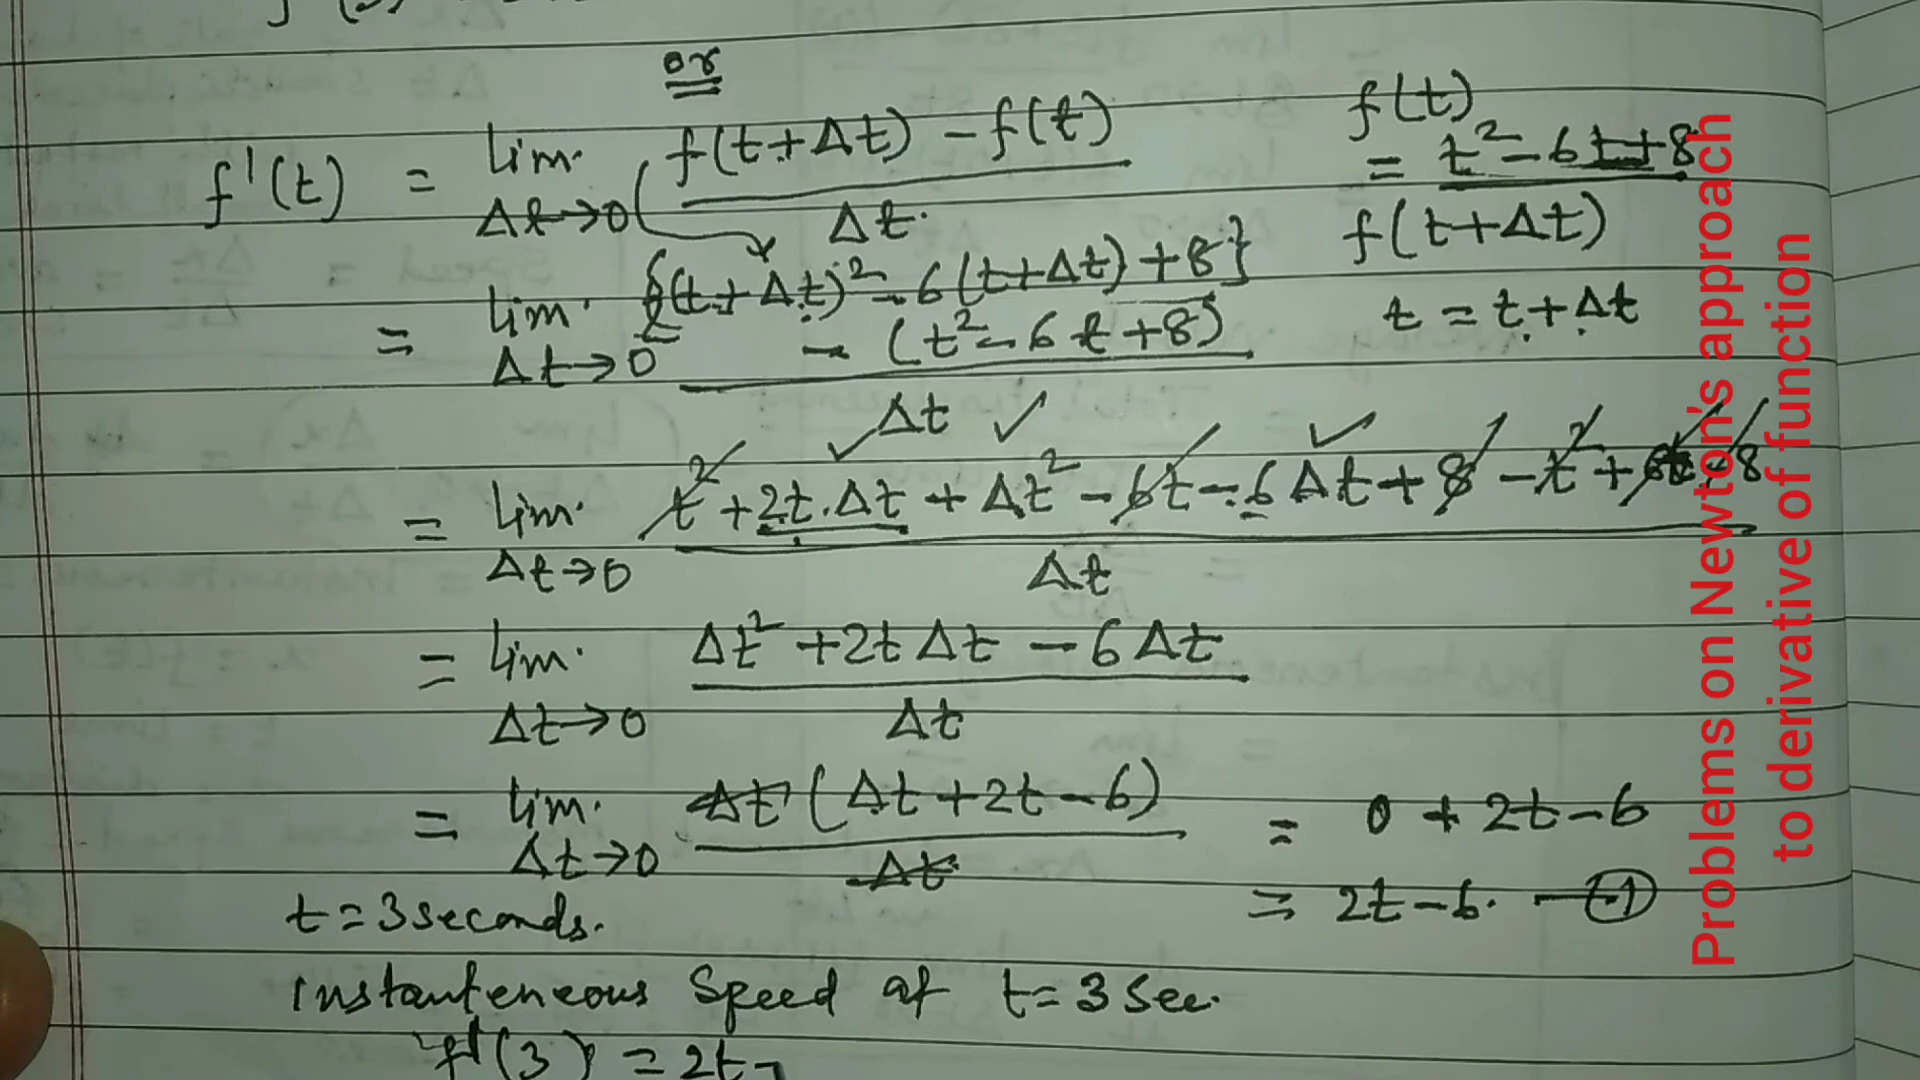 or
f'(t) = lim. f(t+Δt) - f(t)
Δt→0 Δt.
f(t)
= t² - 6t + 8
f(t+Δt)
t = t+Δt
= lim. {(t+Δt)² - 6(t+Δt) + 8}
Δt→0 - (t² - 6t + 8)
Δt
= lim. t² + 2t.Δt + Δt² - 6t - 6Δt + 8 - t² + 6t - 8
Δt→0 Δt
= lim. Δt² + 2tΔt - 6Δt
Δt→0 Δt
= lim. Δt(Δt + 2t - 6) = 0 + 2t - 6
Δt→0 Δt
= 2t - 6. — 1
t = 3 seconds.
Instanteneous Speed at t = 3 Sec.
f'(3) = 2t -
Problems on Newton's approach
to derivative of function